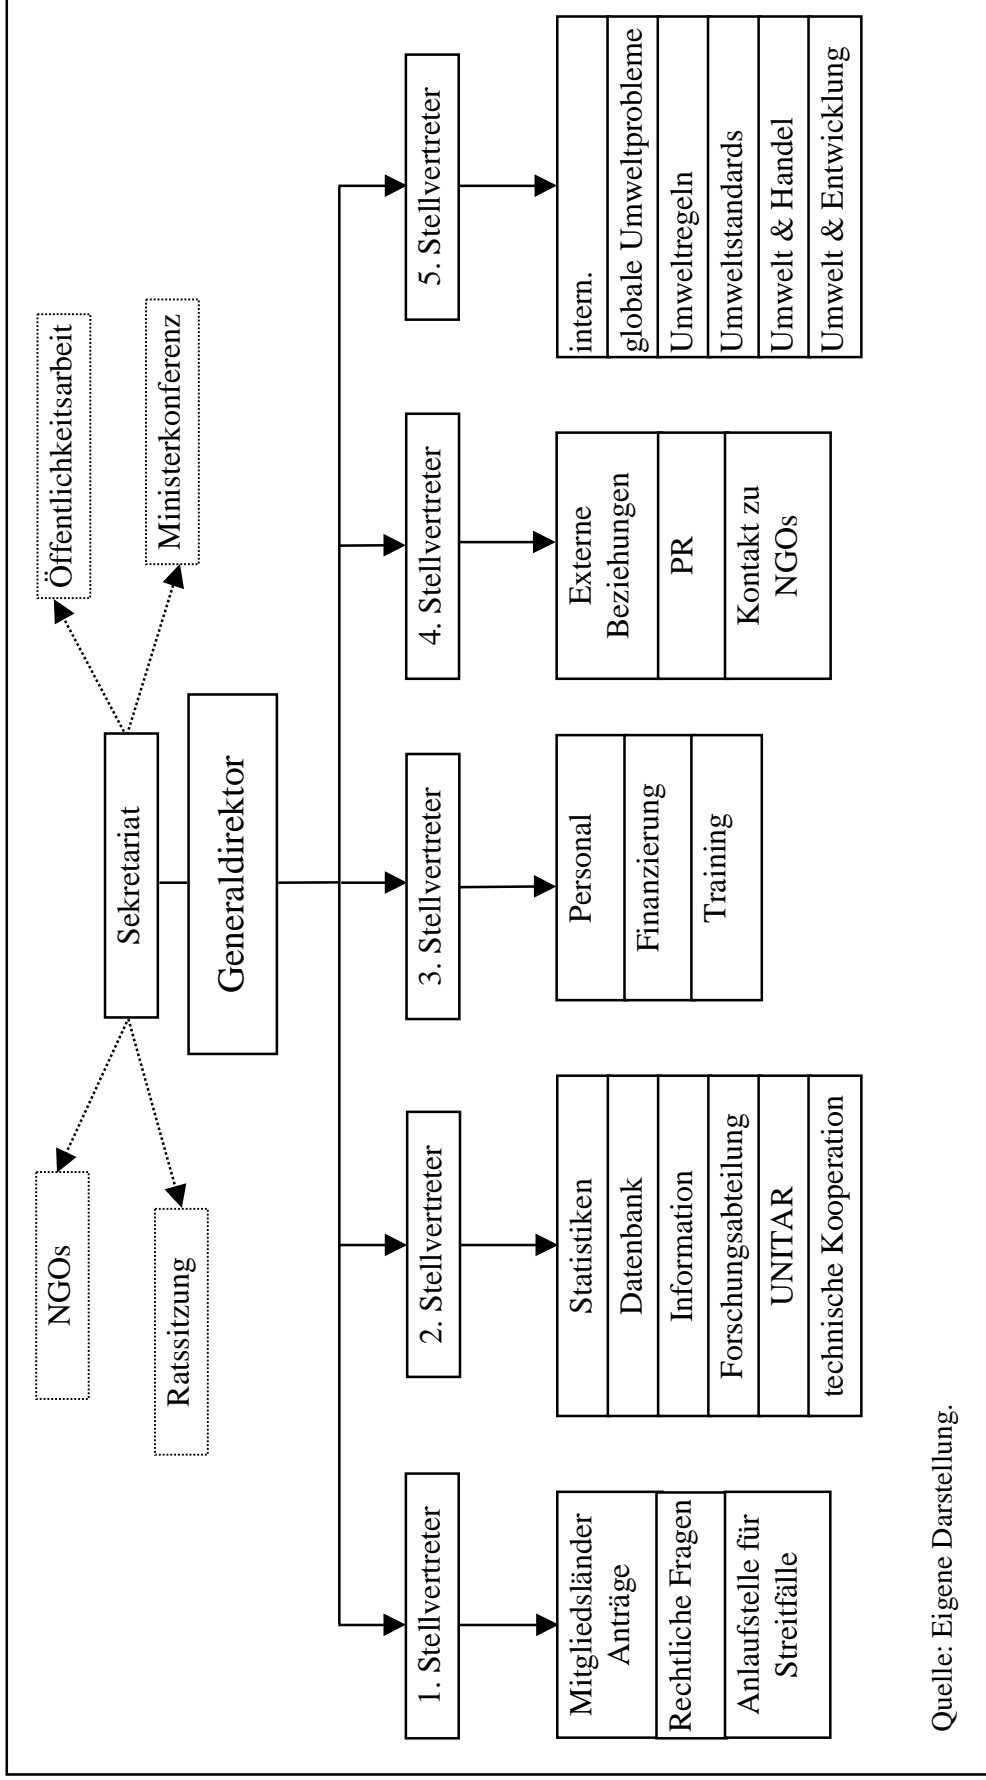 NGOs
Öffentlichkeitsarbeit
Ratssitzung
Ministerkonferenz
Sekretariat
Generaldirektor
1. Stellvertreter
2. Stellvertreter
3. Stellvertreter
4. Stellvertreter
5. Stellvertreter
Mitgliedsländer
Anträge
Rechtliche Fragen
Anlaufstelle für
Streitfälle
Statistiken
Datenbank
Information
Forschungsabteilung
UNITAR
technische Kooperation
Personal
Finanzierung
Training
Externe
Beziehungen
PR
Kontakt zu
NGOs
intern.
globale Umweltprobleme
Umweltregeln
Umweltstandards
Umwelt & Handel
Umwelt & Entwicklung
Quelle: Eigene Darstellung.